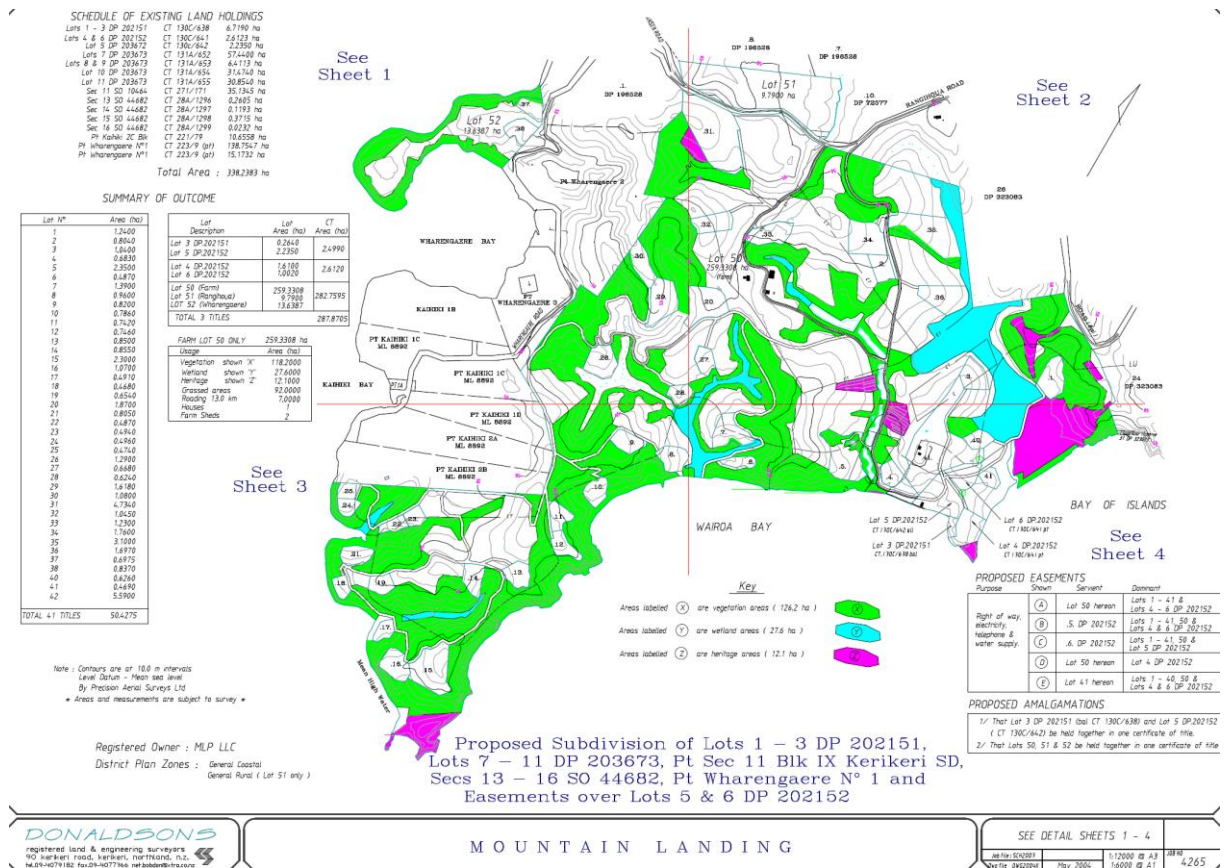 SCHEDULE OF EXISTING LAND HOLDINGS
Lots 1 - 3 DP 202151 CT 130C/638 6.7190 ha
Lots 4 & 6 DP 202152 CT 130C/641 2.6123 ha
Lot 5 DP 203672 CT 130c/642 2.2350 ha
Lots 7 DP 203673 CT 131A/652 57.4400 ha
Lots 8 & 9 DP 203673 CT 131A/653 6.4113 ha
Lot 10 DP 203673 CT 131A/654 31.4740 ha
Lot 11 DP 203673 CT 131A/655 30.8540 ha
Sec 11 SO 10464 CT 271/171 35.1345 ha
Sec 13 SO 44682 CT 28A/1296 0.2605 ha
Sec 14 SO 44682 CT 28A/1297 0.1193 ha
Sec 15 SO 44682 CT 28A/1298 0.3715 ha
Sec 16 SO 44682 CT 28A/1299 0.0232 ha
Pt Kaihiki 2C Blk CT 221/79 10.6558 ha
Pt Wharengaere Nº1 CT 223/9 (pt) 138.7547 ha
Pt Wharengaere Nº1 CT 223/9 (pt) 15.1732 ha
Total Area : 338.2383 ha
SUMMARY OF OUTCOME
Lot Nº Area (ha)
1 1.2400
2 0.8040
3 1.0400
4 0.6830
5 2.3500
6 0.4870
7 1.3900
8 0.9600
9 0.8200
10 0.7860
11 0.7420
12 0.7460
13 0.8500
14 0.8550
15 2.3000
16 1.0700
17 0.4910
18 0.4680
19 0.6540
20 1.8700
21 0.8050
22 0.4870
23 0.4940
24 0.4960
25 0.4740
26 1.2900
27 0.6680
28 0.6240
29 1.6180
30 1.0800
31 4.7340
32 1.0450
33 1.2300
34 1.7600
35 3.1000
36 1.6970
37 0.6975
38 0.8370
40 0.6260
41 0.4690
42 5.5900
TOTAL 41 TITLES 50.4275
Lot Description Lot Area (ha) CT Area (ha)
Lot 3 DP.202151 0.2640
Lot 5 DP.202152 2.2350 2.4990
Lot 4 DP.202152 1.6100
Lot 6 DP.202152 1.0020 2.6120
Lot 50 (Farm) 259.3308
Lot 51 (Ranghoua) 9.7900 282.7595
LOT 52 (Wharengaere) 13.6387
TOTAL 3 TITLES 287.8705
FARM LOT 50 ONLY 259.3308 ha
Usage Area (ha)
Vegetation shown 'X' 118.2000
Wetland shown 'Y' 27.6000
Heritage shown 'Z' 12.1000
Grassed areas 92.0000
Roading 13.0 km 7.0000
Houses 1
Farm Sheds 2
See
Sheet 1
See
Sheet 2
See
Sheet 3
See
Sheet 4
.1.
DP 196528
.8.
DP 196528
.7.
DP 196528
Lot 51
9.7900 ha
.10.
DP 72577
RANGIHOUA ROAD
Lot 52
13.6387 ha
Pt Wharengaere 2
26
DP 323083
WHARENGAERE BAY
Lot 50
259.3308 ha
(Farm)
PT
WHARENGAERE 3
KAIHIKI 1B
WHARENGAERE ROAD
PT KAIHIKI 1C
ML 6892
PT KAIHIKI 1C
ML 6892
KAIHIKI BAY
PT 1A
PT KAIHIKI 1D
ML 6892
PT KAIHIKI 2A
ML 6892
PT KAIHIKI 2B
ML 6892
24
DP 323083
WAIROA BAY
BAY OF ISLANDS
Lot 5 DP.202152
Lot 6 DP.202152
Lot 3 DP.202151
Lot 4 DP.202152
Mean High Water
Key
Areas labelled X are vegetation areas ( 126.2 ha )
Areas labelled Y are wetland areas ( 27.6 ha )
Areas labelled Z are heritage areas ( 12.1 ha )
PROPOSED EASEMENTS
Purpose Shown Servient Dominant
Right of way, electricity, telephone & water supply.
A Lot 50 hereon Lots 1 - 41 & Lots 4 - 6 DP 202152
B .5. DP 202152 Lots 1 - 41, 50 & Lots 4 & 6 DP 202152
C .6. DP 202152 Lots 1 - 41, 50 & Lot 5 DP 202152
D Lot 50 hereon Lot 4 DP 202152
E Lot 41 hereon Lots 1 - 40, 50 & Lots 4 & 6 DP 202152
PROPOSED AMALGAMATIONS
1/ That Lot 3 DP 202151 (bal CT 130C/638) and Lot 5 DP.202152
( CT 130C/642) be held together in one certificate of title.
2/ That Lots 50, 51 & 52 be held together in one certificate of title
Note : Contours are at 10.0 m intervals
Level Datum - Mean sea level
By Precision Aerial Surveys Ltd
* Areas and measurements are subject to survey *
Registered Owner : MLP LLC
District Plan Zones : General Coastal
General Rural ( Lot 51 only )
Proposed Subdivision of Lots 1 - 3 DP 202151,
Lots 7 - 11 DP 203673, Pt Sec 11 Blk IX Kerikeri SD,
Secs 13 - 16 SO 44682, Pt Wharengaere Nº 1 and
Easements over Lots 5 & 6 DP 202152
DONALDSONS
registered land & engineering surveyors
90 kerikeri road, kerikeri, northland, n.z.
MOUNTAIN LANDING
SEE DETAIL SHEETS 1 - 4
May 2004
1:12000 @ A3
1:6000 @ A1
4265